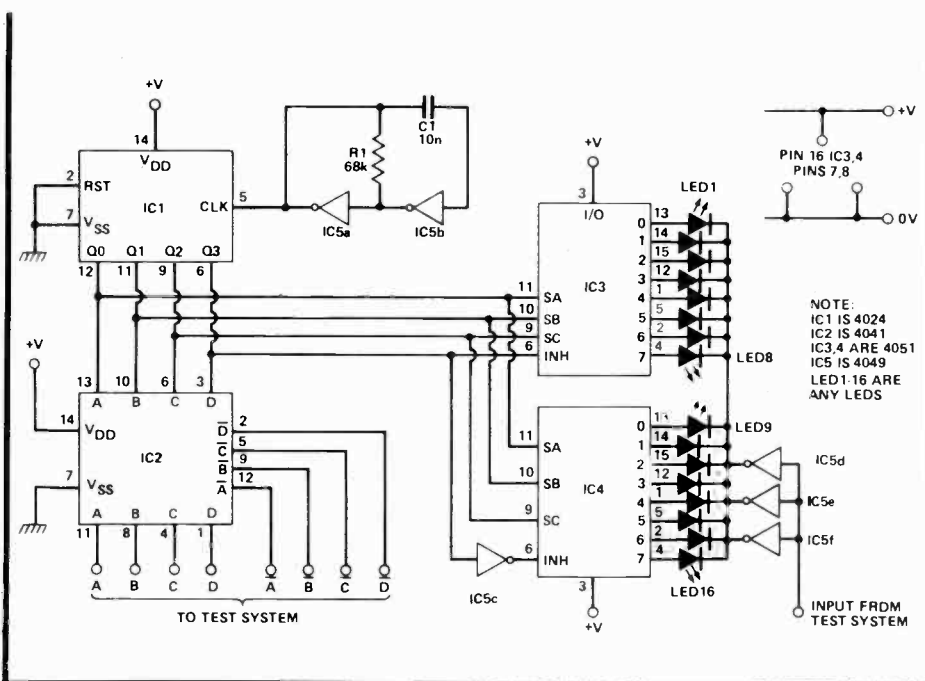 +V
14
VDD
2
RST
7
VSS
IC1
CLK
5
Q0
Q1
Q2
Q3
12
11
9
6
C1
10n
R1
68k
IC5a
IC5b
+V
3
I/O
LED1
0
13
1
14
2
15
3
12
4
1
5
5
6
2
7
4
IC3
11
SA
10
SB
9
SC
6
INH
LED8
+V
PIN 16 IC3,4
PINS 7,8
0V
NOTE:
IC1 IS 4024
IC2 IS 4041
IC3,4 ARE 4051
IC5 IS 4049
LED1-16 ARE
ANY LEDS
+V
13
10
6
3
A
B
C
D
14
VDD
7
VSS
IC2
D̅
2
C̅
5
B̅
9
A̅
12
A
B
C
D
11
8
4
1
A
B
C
D
A̅
B̅
C̅
D̅
TO TEST SYSTEM
11
SA
10
SB
9
SC
6
INH
IC4
0
1
14
2
15
3
12
4
1
5
5
6
2
7
4
LED9
LED16
3
+V
IC5c
IC5d
IC5e
IC5f
INPUT FROM
TEST SYSTEM